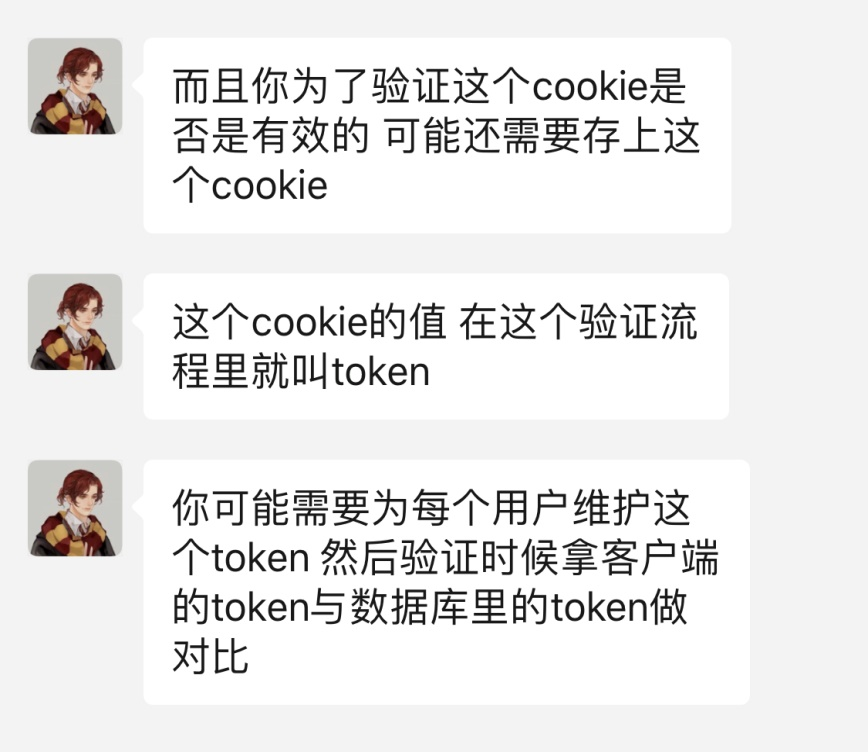 而且你为了验证这个cookie是
否是有效的 可能还需要存上这
个cookie
这个cookie的值 在这个验证流
程里就叫token
你可能需要为每个用户维护这
个token 然后验证时候拿客户端
的token与数据库里的token做
对比